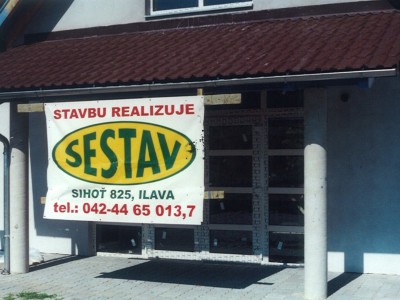 STAVBU REALIZUJE
SESTAV
SIHOŤ 825, ILAVA
tel.: 042-44 65 013,7